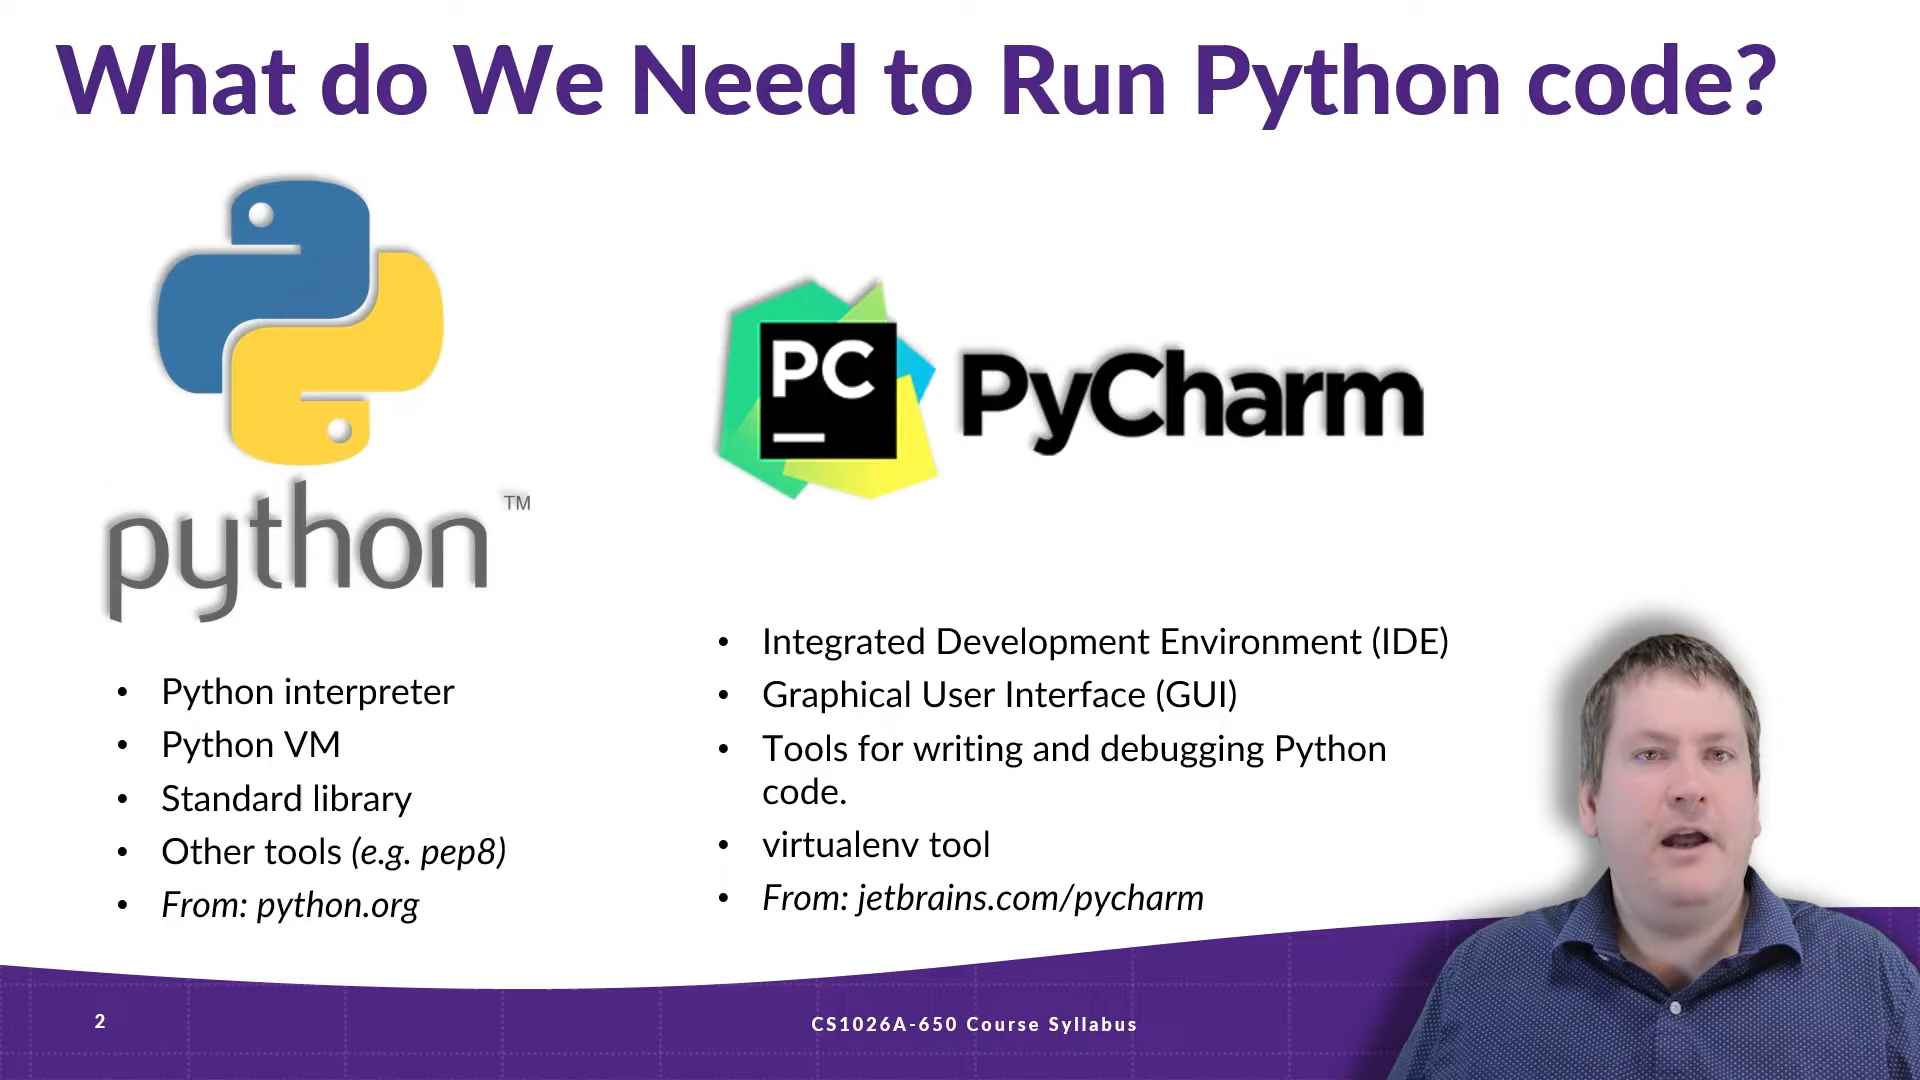 What do We Need to Run Python code?
python TM
• Python interpreter
• Python VM
• Standard library
• Other tools (e.g. pep8)
• From: python.org
PC PyCharm
• Integrated Development Environment (IDE)
• Graphical User Interface (GUI)
• Tools for writing and debugging Python
code.
• virtualenv tool
• From: jetbrains.com/pycharm
2
CS1026A-650 Course Syllabus